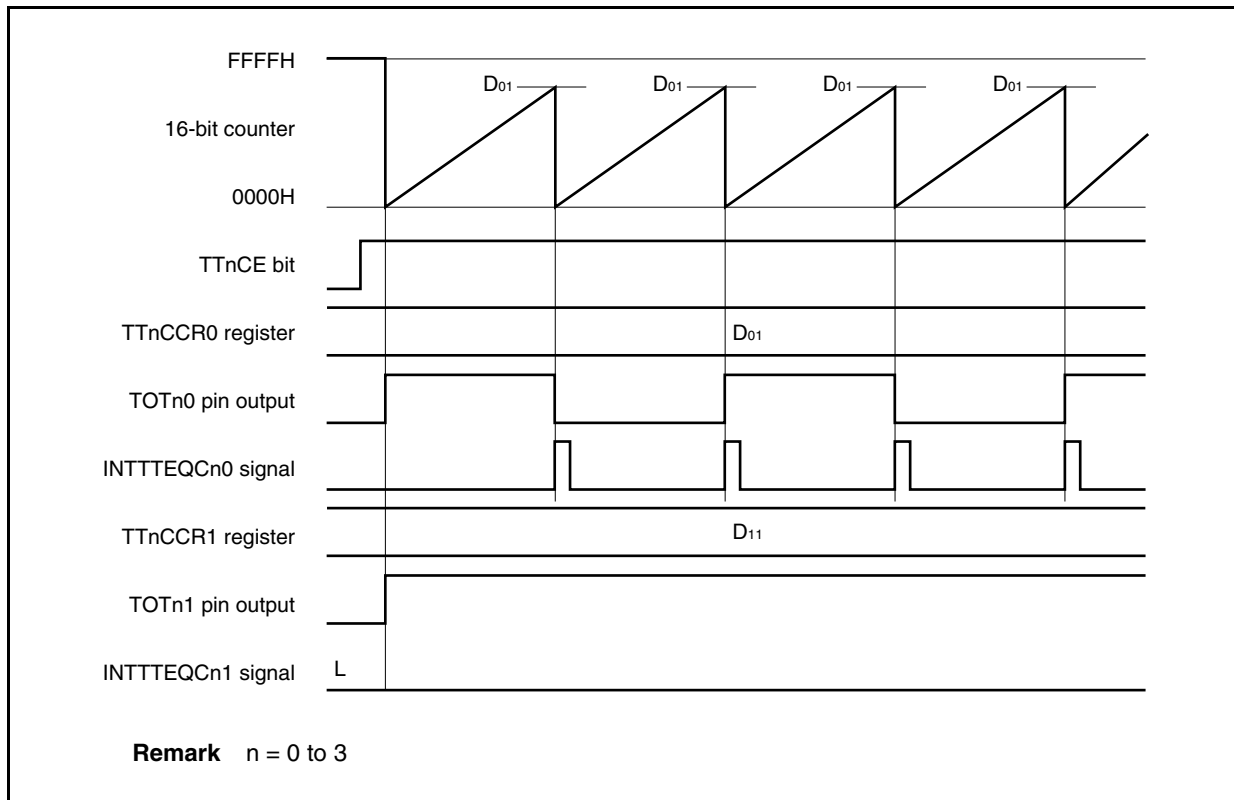 FFFFH
D01 D01 D01 D01
16-bit counter
0000H
TTnCE bit
TTnCCR0 register D01
TOTn0 pin output
INTTTEQCn0 signal
TTnCCR1 register D11
TOTn1 pin output
INTTTEQCn1 signal L
Remark n = 0 to 3